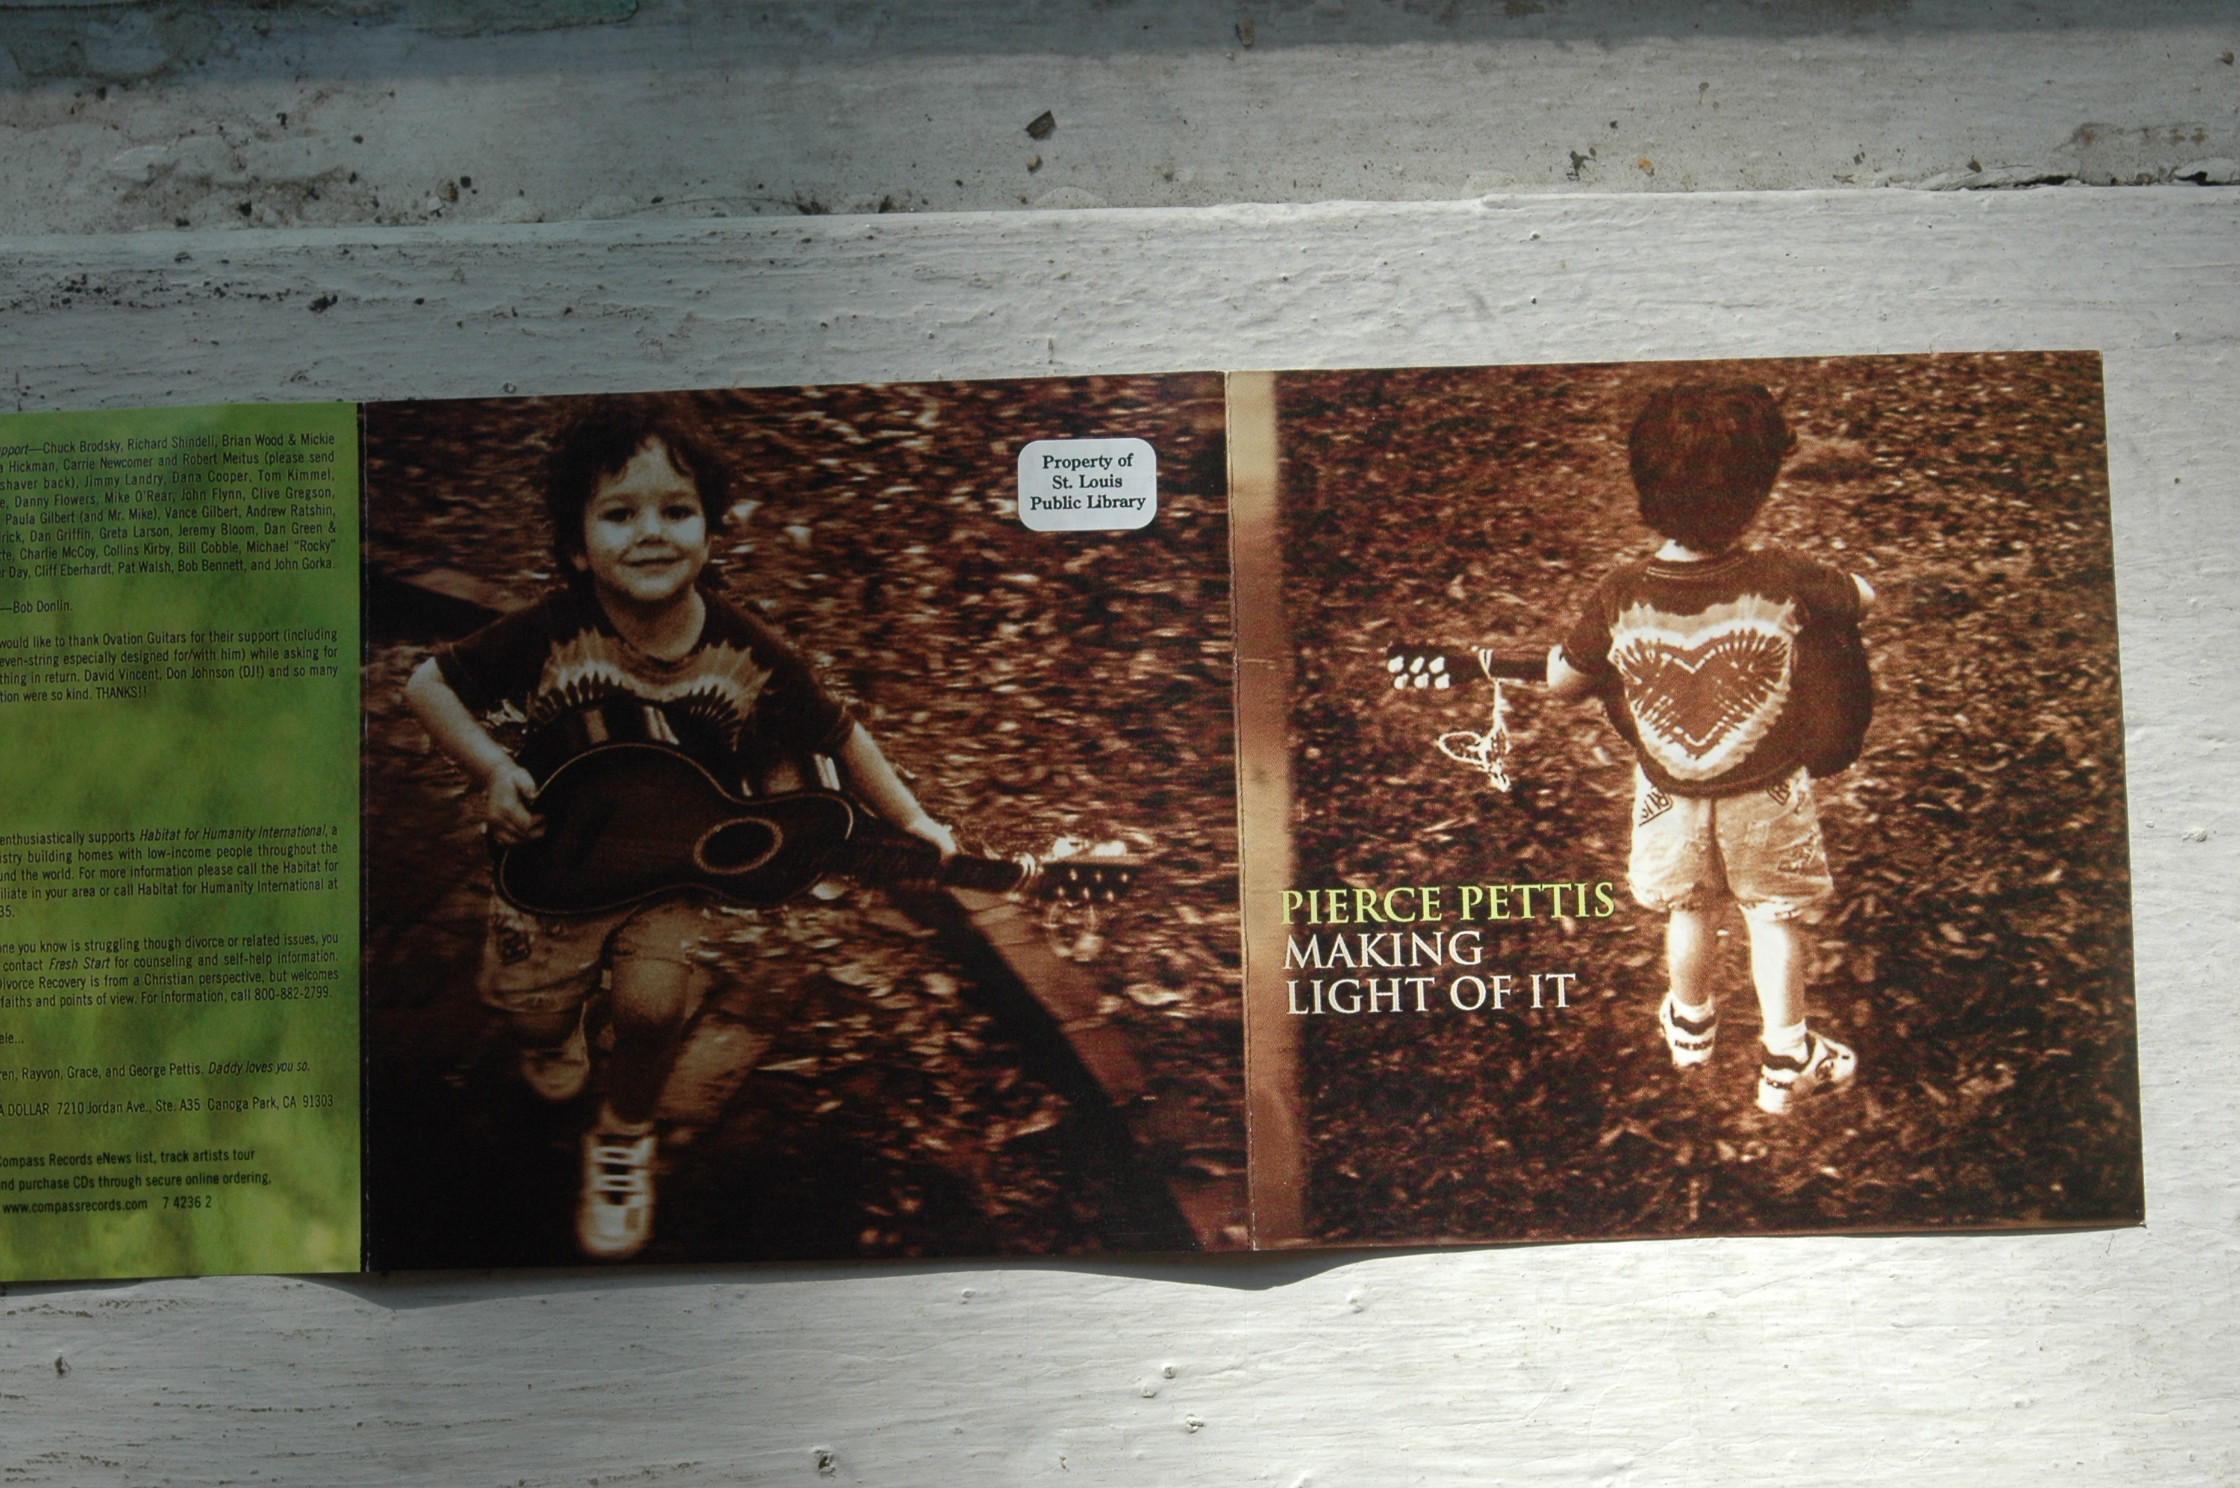 pport—Chuck Brodsky, Richard Shindell, Brian Wood & Mickie
Hickman, Carrie Newcomer and Robert Meitus (please send
shaver back), Jimmy Landry, Dana Cooper, Tom Kimmel,
e, Danny Flowers, Mike O'Rear, John Flynn, Clive Gregson,
Paula Gilbert (and Mr. Mike), Vance Gilbert, Andrew Ratshin,
rick, Dan Griffin, Greta Larson, Jeremy Bloom, Dan Green &
rte, Charlie McCoy, Collins Kirby, Bill Cobble, Michael "Rocky"
r Day, Cliff Eberhardt, Pat Walsh, Bob Bennett, and John Gorka.
—Bob Donlin.
would like to thank Ovation Guitars for their support (including
even-string especially designed for/with him) while asking for
thing in return. David Vincent, Don Johnson (DJ!) and so many
tion were so kind. THANKS!!
enthusiastically supports Habitat for Humanity International, a
istry building homes with low-income people throughout the
und the world. For more information please call the Habitat for
iliate in your area or call Habitat for Humanity International at
35.
ne you know is struggling though divorce or related issues, you
contact Fresh Start for counseling and self-help information.
Divorce Recovery is from a Christian perspective, but welcomes
faiths and points of view. For information, call 800-882-2799.
ele...
ren, Rayvon, Grace, and George Pettis. Daddy loves you so.
A DOLLAR 7210 Jordan Ave., Ste. A35 Canoga Park, CA 91303
Compass Records eNews list, track artists tour
nd purchase CDs through secure online ordering,
www.compassrecords.com 7 4236 2
Property of
St. Louis
Public Library
PIERCE PETTIS
MAKING
LIGHT OF IT